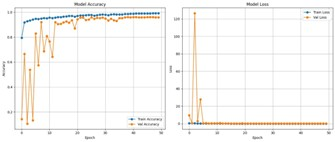 Model Accuracy
1.0
0.8
0.6
0.4
0.2
Accuracy
0
10
20
30
40
50
Epoch
Train Accuracy
Val Accuracy
Model Loss
120
100
80
60
40
20
0
Loss
0
10
20
30
40
50
Epoch
Train Loss
Val Loss